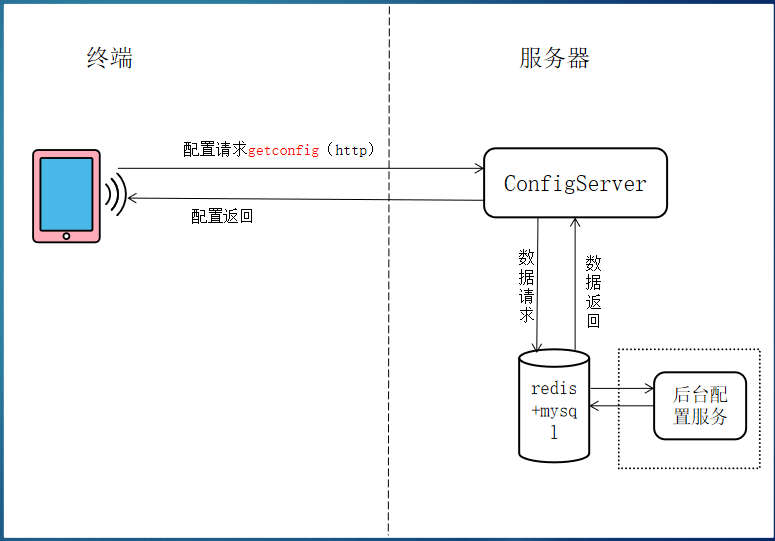 终端
服务器
配置请求getconfig（http）
ConfigServer
配置返回
数
据
请
求
数
据
返
回
redis
+mysq
l
后台配
置服务